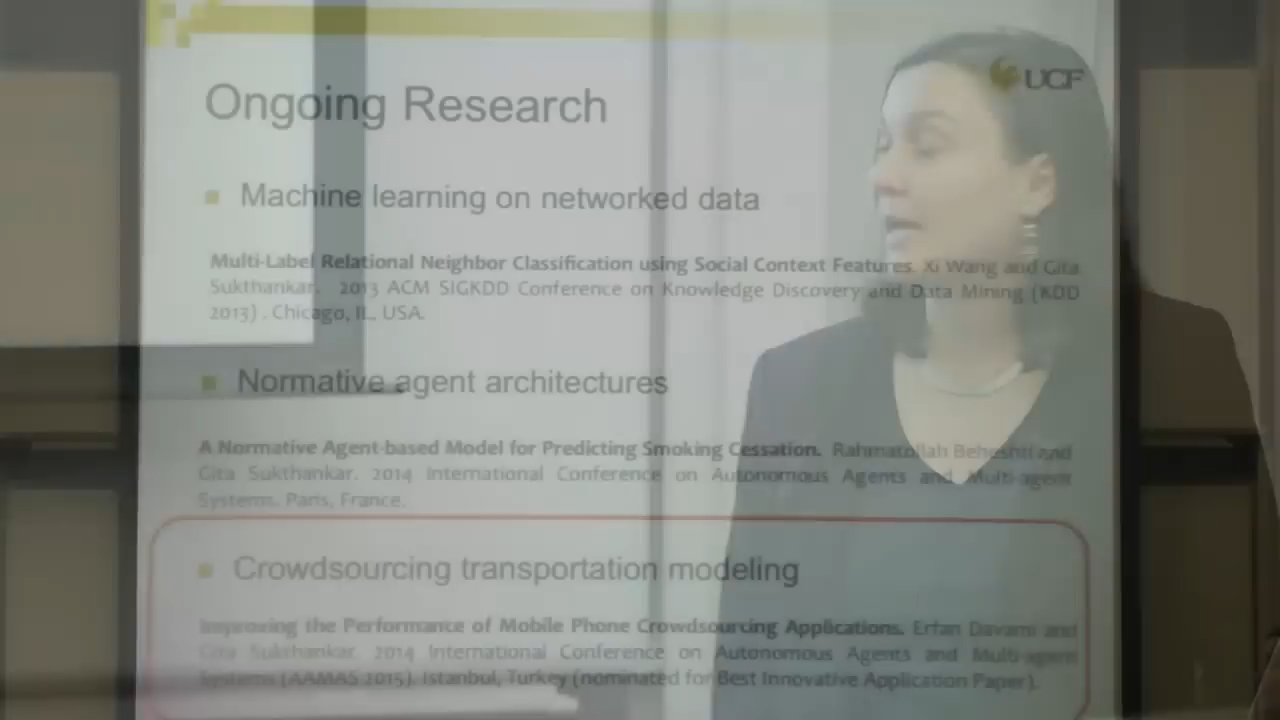 UCF
Ongoing Research
Machine learning on networked data
Multi-Label Relational Neighbor Classification using Social Context Features. Xi Wang and Gita
Sukthankar. 2013 ACM SIGKDD Conference on Knowledge Discovery and Data Mining (KDD
2013) . Chicago, IL, USA.
Normative agent architectures
A Normative Agent-based Model for Predicting Smoking Cessation. Rahmatollah Beheshti and
Gita Sukthankar. 2014 International Conference on Autonomous Agents and Multi-agent
Systems. Paris, France.
Crowdsourcing transportation modeling
Improving the Performance of Mobile Phone Crowdsourcing Applications. Erfan Davami and
Gita Sukthankar. 2014 International Conference on Autonomous Agents and Multi-agent
Systems (AAMAS 2015). Istanbul, Turkey (nominated for Best Innovative Application Paper).